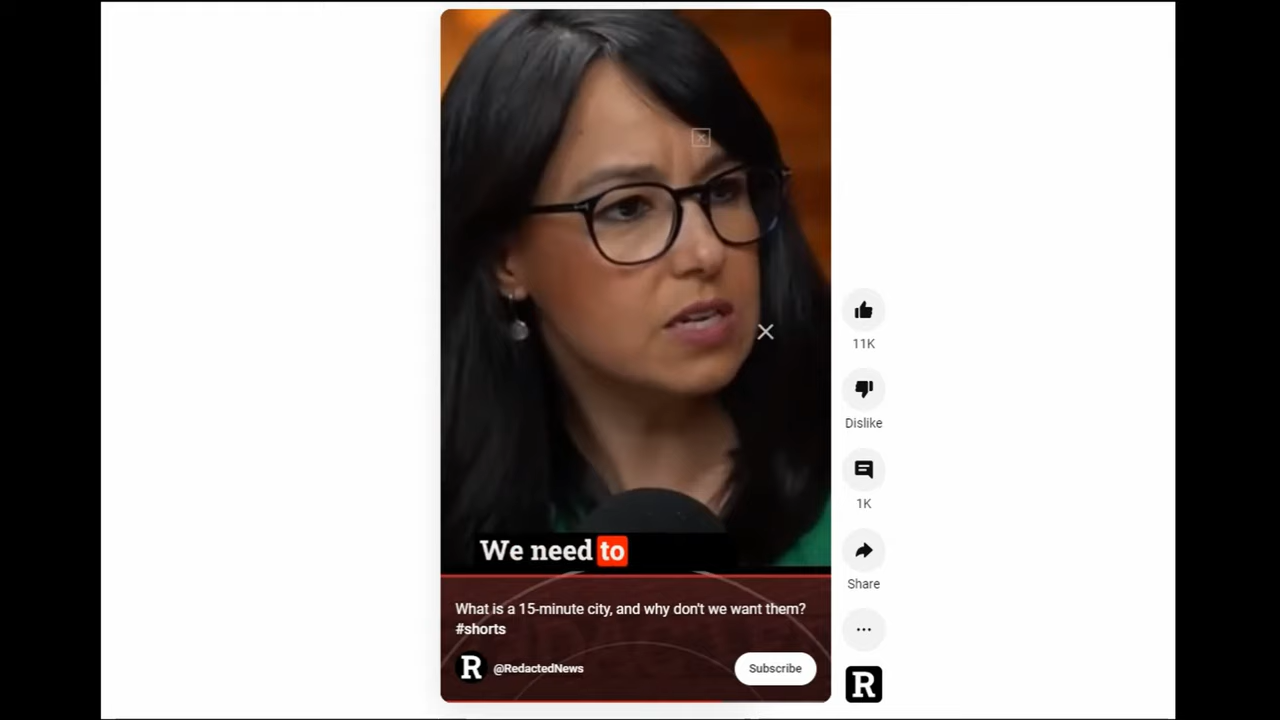 We need to
What is a 15-minute city, and why don't we want them?
#shorts
R @RedactedNews
Subscribe
11K
Dislike
1K
Share
R